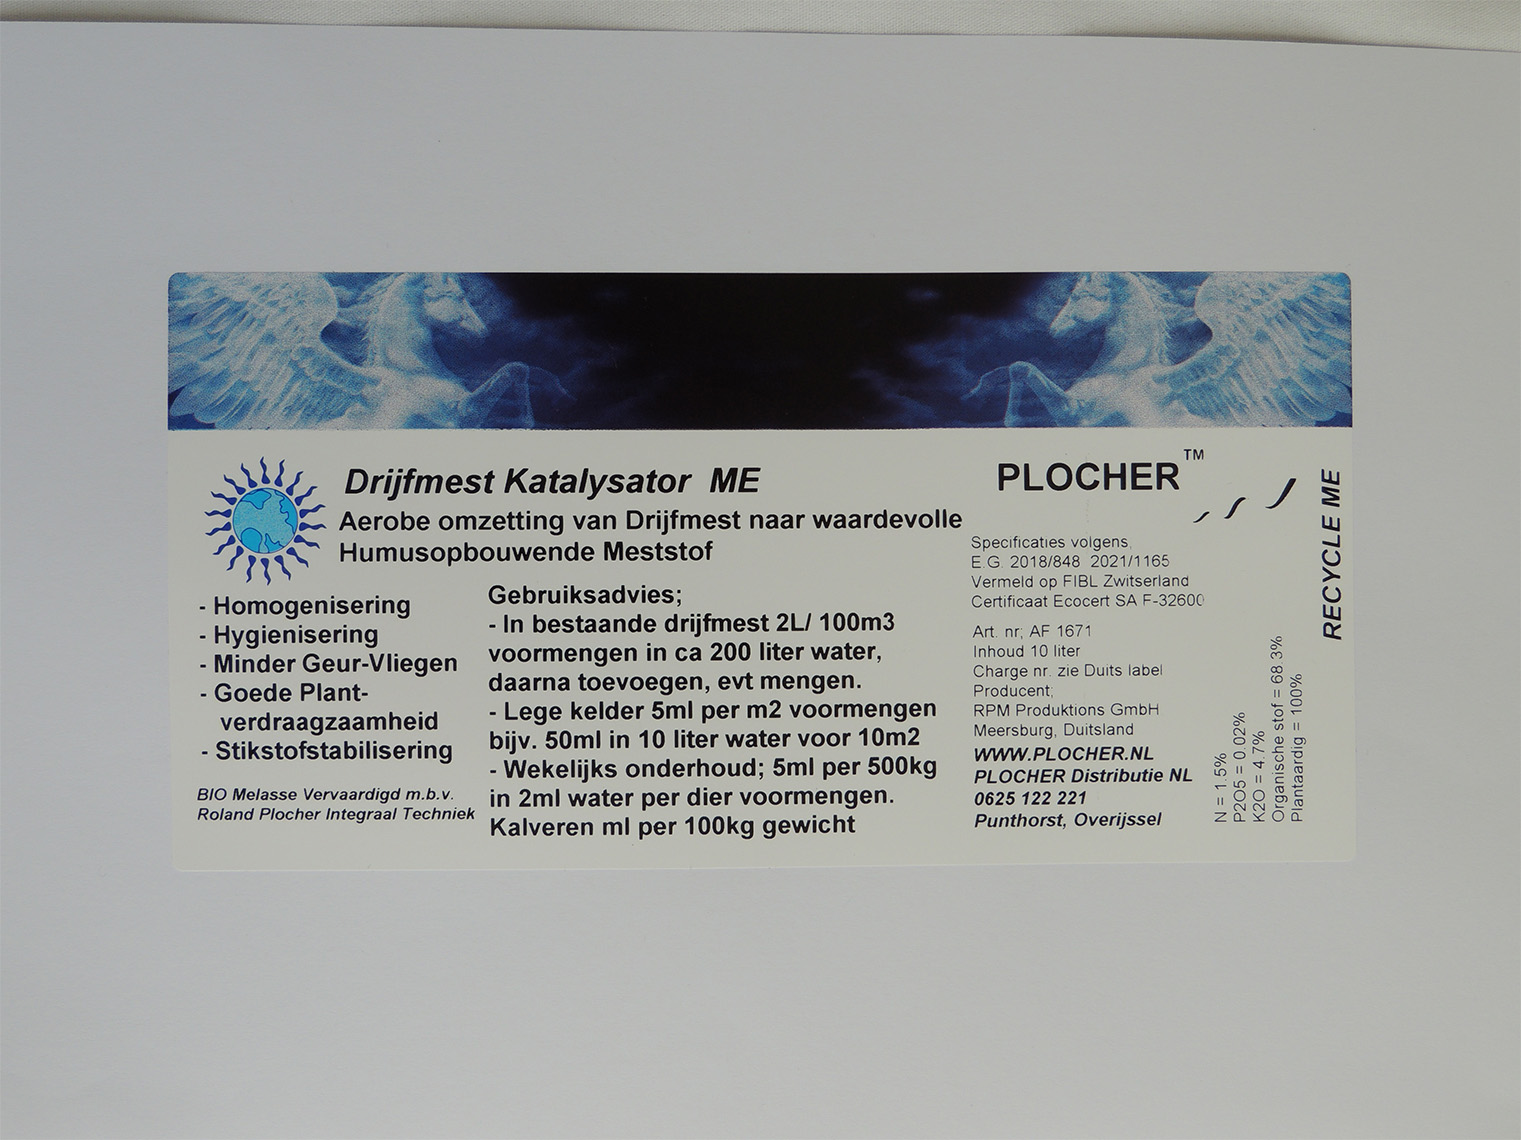 Drijfmest Katalysator ME
Aerobe omzetting van Drijfmest naar waardevolle
Humusopbouwende Meststof
- Homogenisering
- Hygienisering
- Minder Geur-Vliegen
- Goede Plant-
verdraagzaamheid
- Stikstofstabilisering
BIO Melasse Vervaardigd m.b.v.
Roland Plocher Integraal Techniek
Gebruiksadvies;
- In bestaande drijfmest 2L/ 100m3
voormengen in ca 200 liter water,
daarna toevoegen, evt mengen.
- Lege kelder 5ml per m2 voormengen
bijv. 50ml in 10 liter water voor 10m2
- Wekelijks onderhoud; 5ml per 500kg
in 2ml water per dier voormengen.
Kalveren ml per 100kg gewicht
PLOCHER™
Specificaties volgens,
E.G. 2018/848 2021/1165
Vermeld op FIBL Zwitserland
Certificaat Ecocert SA F-32600
Art. nr; AF 1671
Inhoud 10 liter
Charge nr. zie Duits label
Producent;
RPM Produktions GmbH
Meersburg, Duitsland
WWW.PLOCHER.NL
PLOCHER Distributie NL
0625 122 221
Punthorst, Overijssel
N = 1.5%
P2O5 = 0.02%
K2O = 4.7%
Organische stof = 68.3%
Plantaardig = 100%
RECYCLE ME